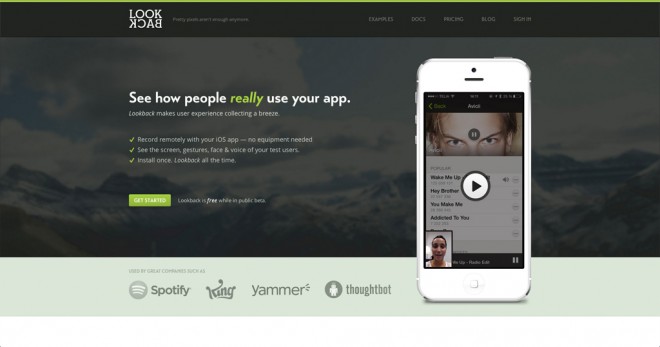 LOOK
BACK
Pretty pixels aren't enough anymore.
EXAMPLES DOCS PRICING BLOG SIGN IN
See how people really use your app.
Lookback makes user experience collecting a breeze.
Record remotely with your iOS app — no equipment needed
See the screen, gestures, face & voice of your test users.
Install once. Lookback all the time.
GET STARTED Lookback is free while in public beta.
Back Avicii
POPULAR
Wake Me Up
Hey Brother
You Make Me
Addicted To You
Me Up - Radio Edit
USED BY GREAT COMPANIES SUCH AS
Spotify King yammer thoughtbot